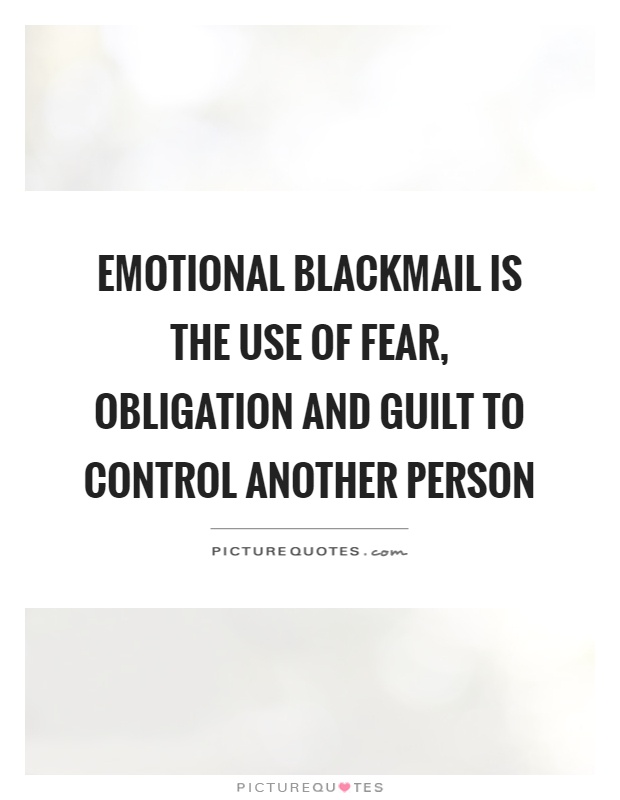 EMOTIONAL BLACKMAIL IS
THE USE OF FEAR,
OBLIGATION AND GUILT TO
CONTROL ANOTHER PERSON
PICTUREQUOTES.com
PICTUREQUOTES